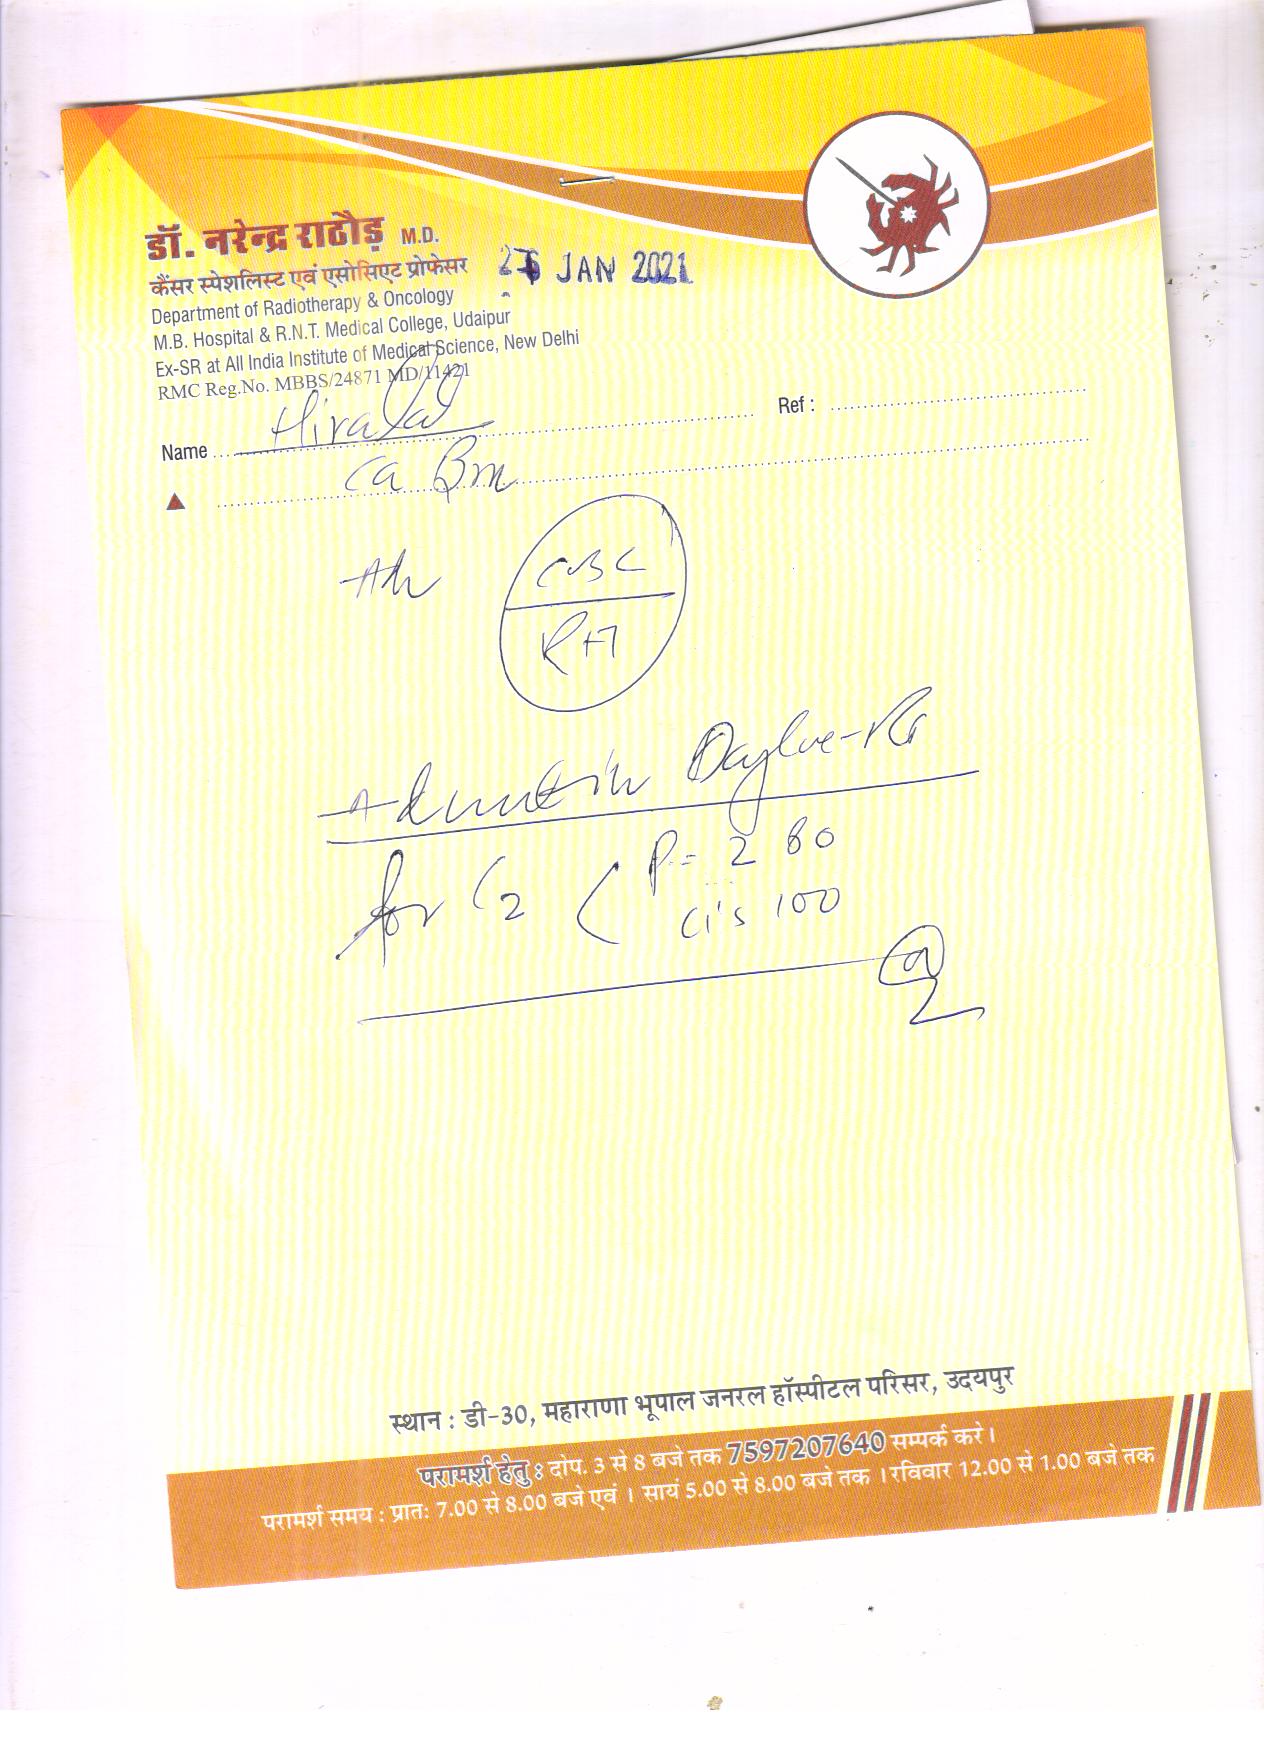 डॉ. नरेन्द्र राठौड़ M.D.
कैंसर स्पेशलिस्ट एवं एसोसिएट प्रोफेसर
JAN 2021
Department of Radiotherapy & Oncology
M.B. Hospital & R.N.T. Medical College, Udaipur
Ex-SR at All India Institute of Medical Science, New Delhi
RMC Reg.No. MBBS/24871 MD/11421
Name Hiralal
Ref :
Ca Bm
Adv
CBC
RFT
for C2
P - 260
Cis 100
स्थान : डी-30, महाराणा भूपाल जनरल हॉस्पीटल परिसर, उदयपुर
परामर्श हेतु : दोप. 3 से 8 बजे तक 7597207640 सम्पर्क करे ।
परामर्श समय : प्रातः 7.00 से 8.00 बजे एवं । सायं 5.00 से 8.00 बजे तक । रविवार 12.00 से 1.00 बजे तक